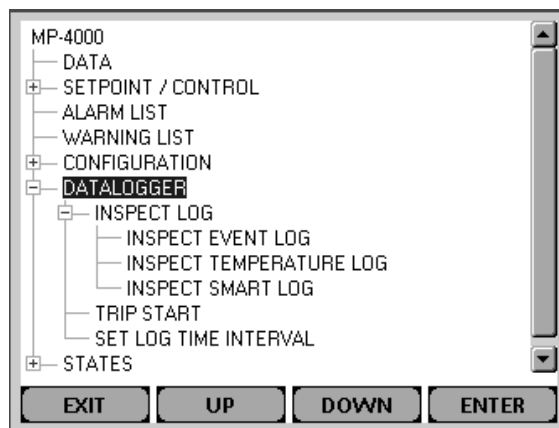 MP-4000
DATA
SETPOINT / CONTROL
ALARM LIST
WARNING LIST
CONFIGURATION
DATALOGGER
INSPECT LOG
INSPECT EVENT LOG
INSPECT TEMPERATURE LOG
INSPECT SMART LOG
TRIP START
SET LOG TIME INTERVAL
STATES
EXIT UP DOWN ENTER